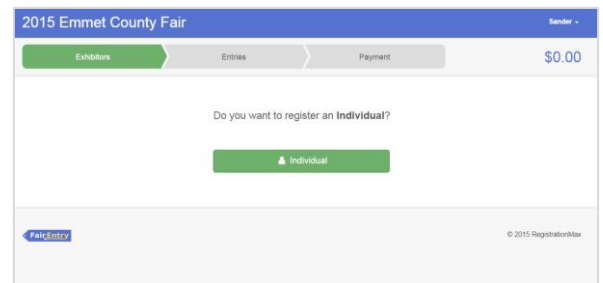 2015 Emmet County Fair
Sander
Exhibitors
Entries
Payment
$0.00
Do you want to register an Individual?
Individual
FairEntry
© 2015 RegistrationMax